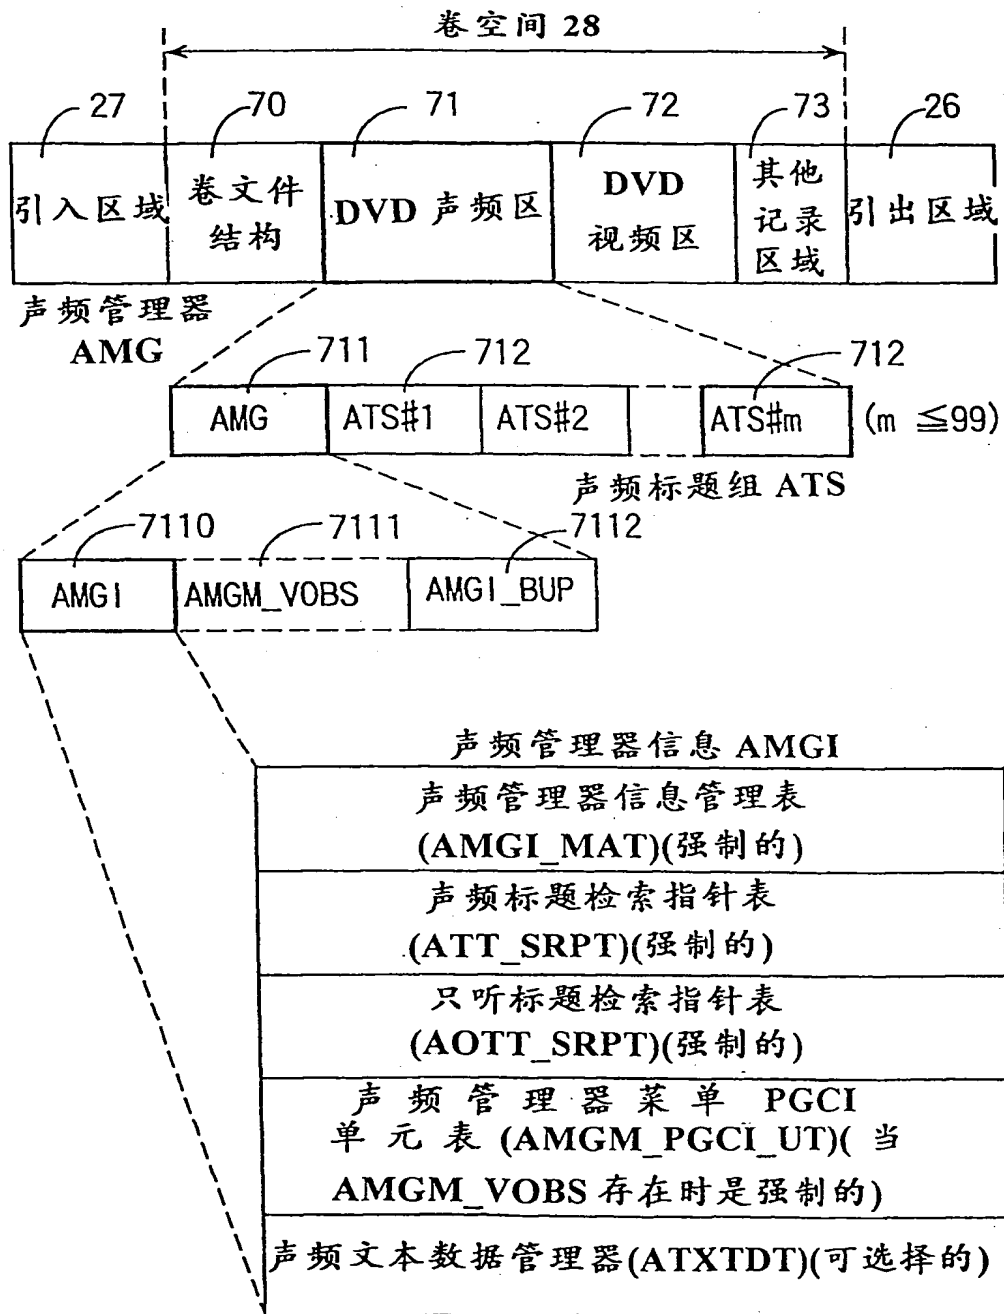 卷空间 28
27
70
71
72
73
26
引入区域
卷文件
结构
DVD 声频区
DVD
视频区
其他
记录
区域
引出区域
声频管理器
AMG
711
712
712
AMG
ATS#1
ATS#2
ATS#m
(m ≦99)
声频标题组 ATS
7110
7111
7112
AMGI
AMGM_VOBS
AMGI_BUP
声频管理器信息 AMGI
声频管理器信息管理表
(AMGI_MAT)(强制的)
声频标题检索指针表
(ATT_SRPT)(强制的)
只听标题检索指针表
(AOTT_SRPT)(强制的)
声 频 管 理 器 菜 单 PGCI
单 元 表 (AMGM_PGCI_UT)( 当
AMGM_VOBS 存在时是强制的)
声频文本数据管理器(ATXTDT)(可选择的)